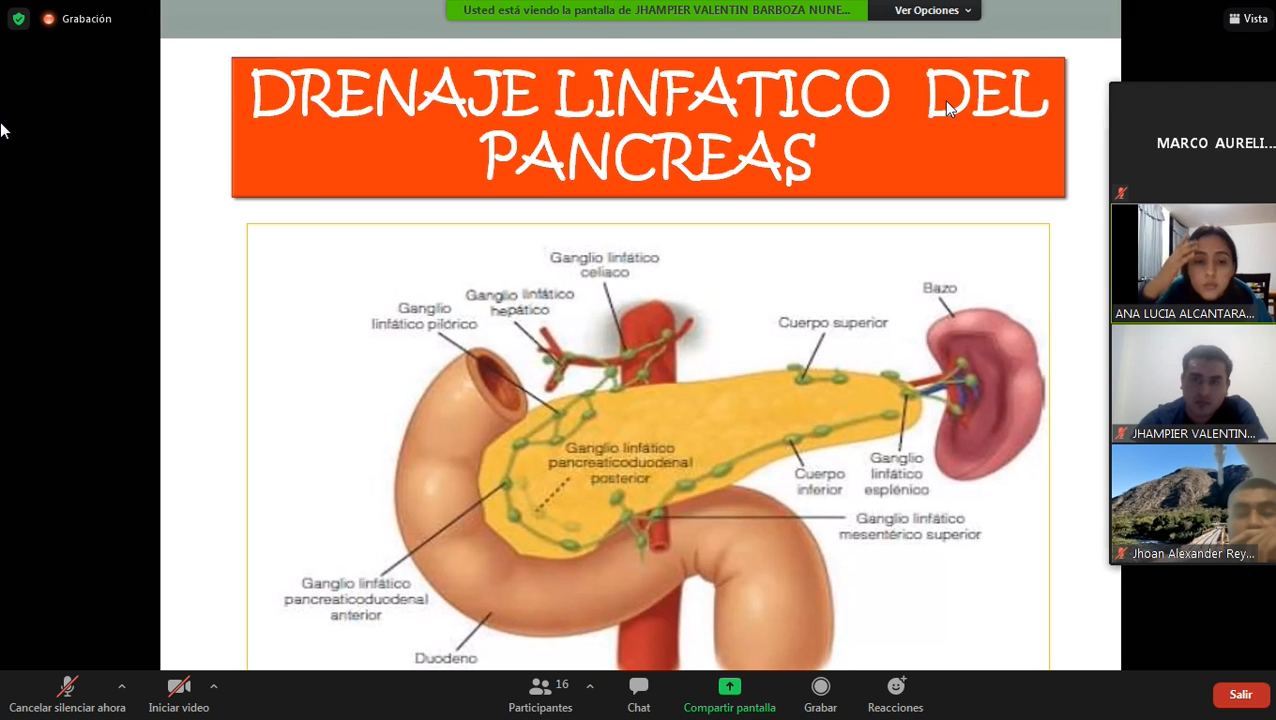 Grabación
Usted está viendo la pantalla de JHAMPIER VALENTIN BARBOZA NUNE...
Ver Opciones
Vista
DRENAJE LINFATICO DEL
PANCREAS
MARCO AURELI...
ANA LUCIA ALCANTARA...
JHAMPIER VALENTIN...
Jhoan Alexander Rey...
Ganglio linfático
celiaco
Ganglio linfático
hepático
Ganglio
linfático pilórico
Bazo
Cuerpo superior
Ganglio linfático
pancreaticoduodenal
posterior
Cuerpo
inferior
Ganglio
linfático
esplénico
Ganglio linfático
mesentérico superior
Ganglio linfático
pancreaticoduodenal
anterior
Duodeno
Cancelar silenciar ahora
Iniciar video
16
Participantes
Chat
Compartir pantalla
Grabar
Reacciones
Salir